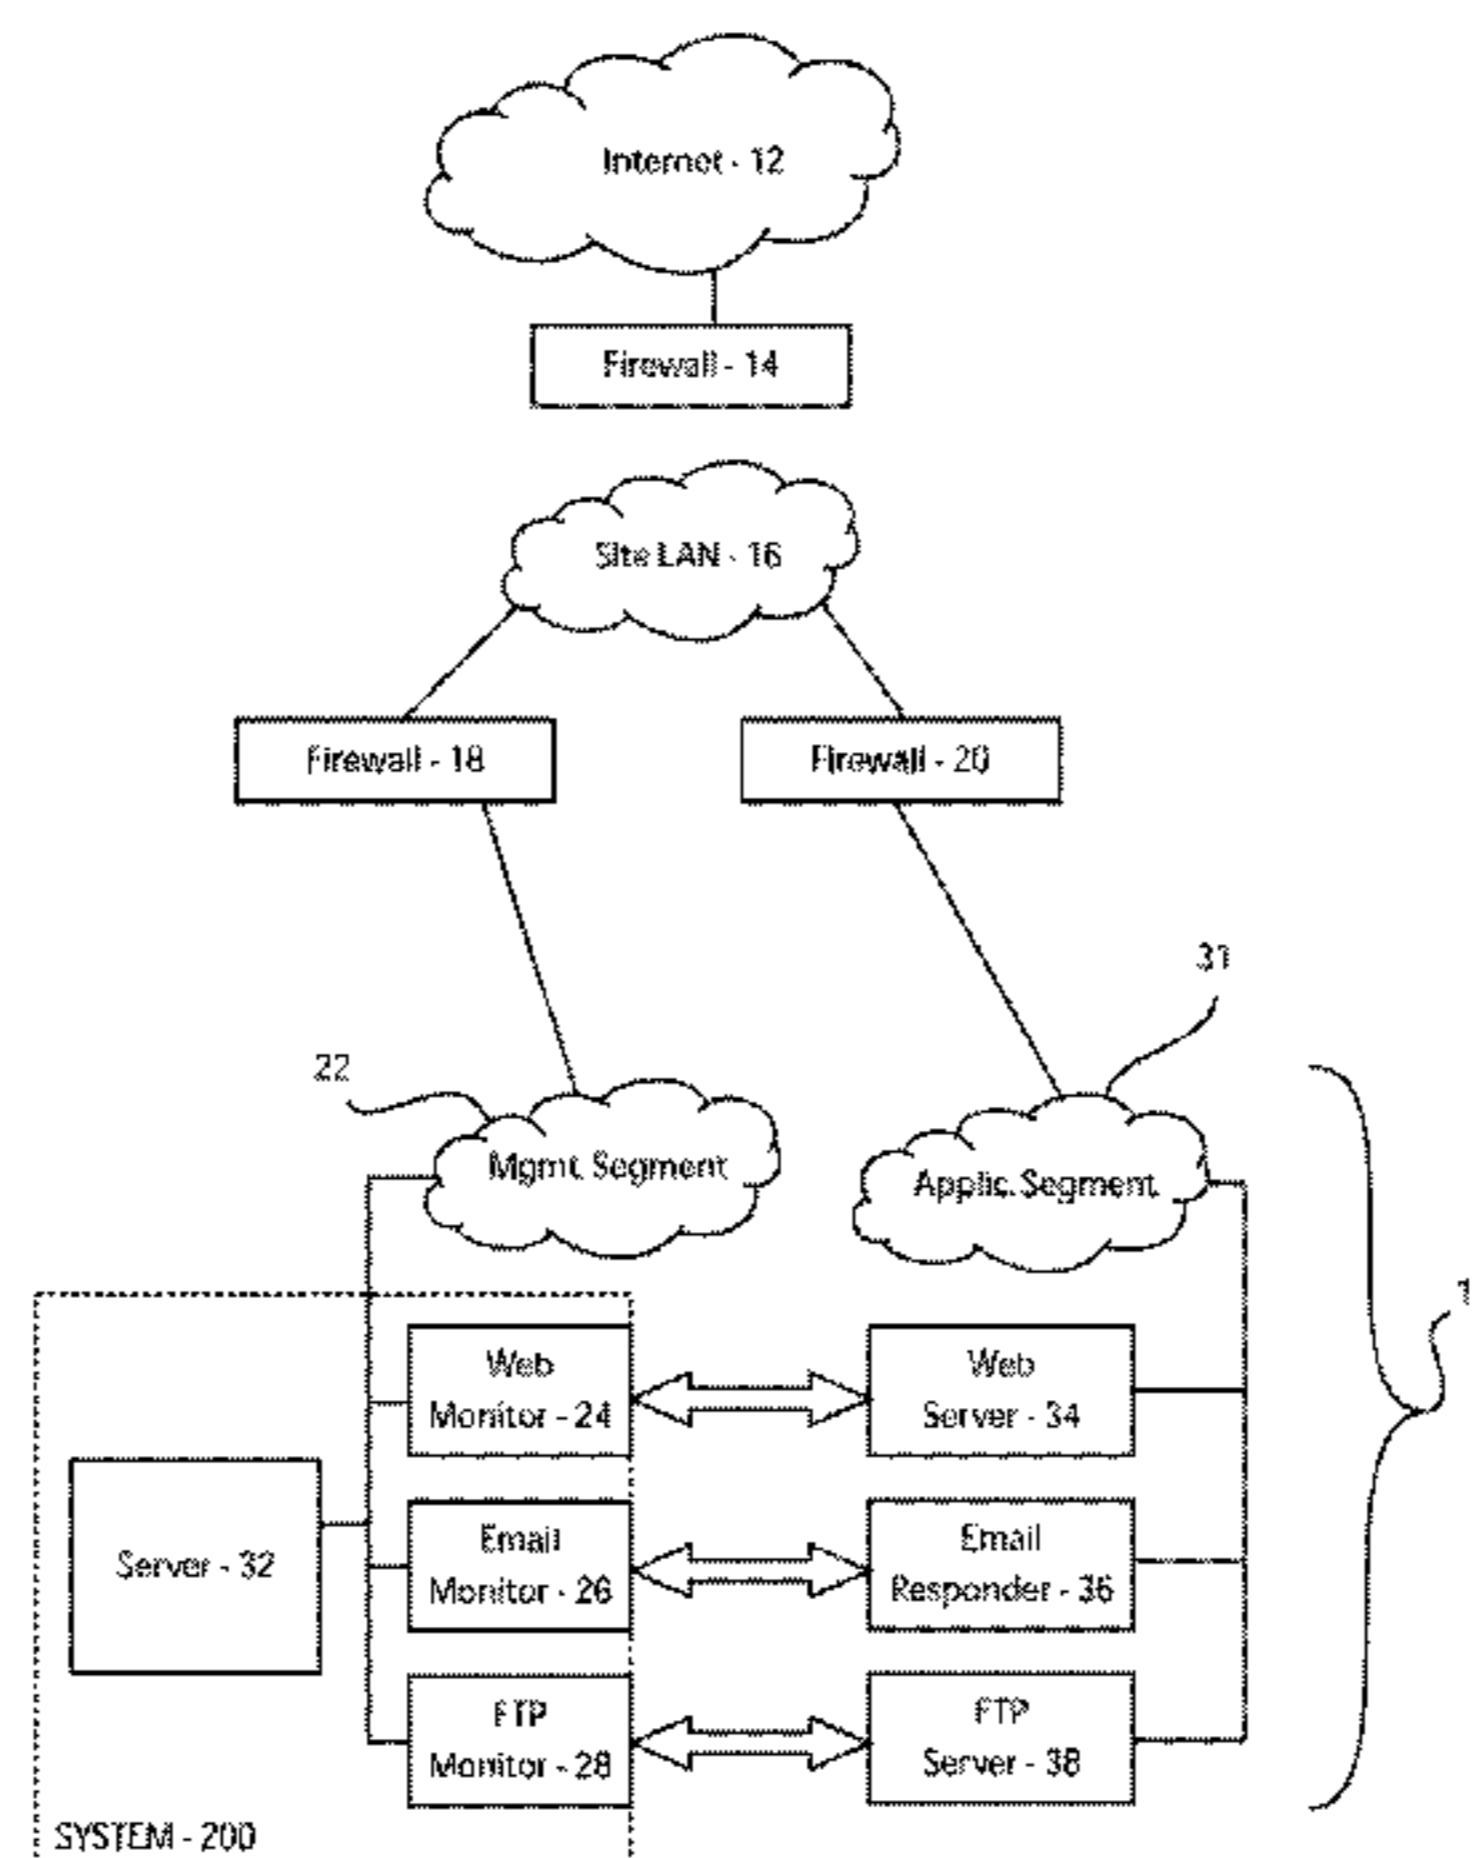 Internet - 12
Firewall - 14
Site LAN - 16
Firewall - 18
Firewall - 20
31
22
Mgmt. Segment
Applic. Segment
1
Web
Monitor - 24
Web
Server - 34
Server - 32
Email
Monitor - 26
Email
Responder - 36
FTP
Monitor - 28
FTP
Server - 38
SYSTEM - 200